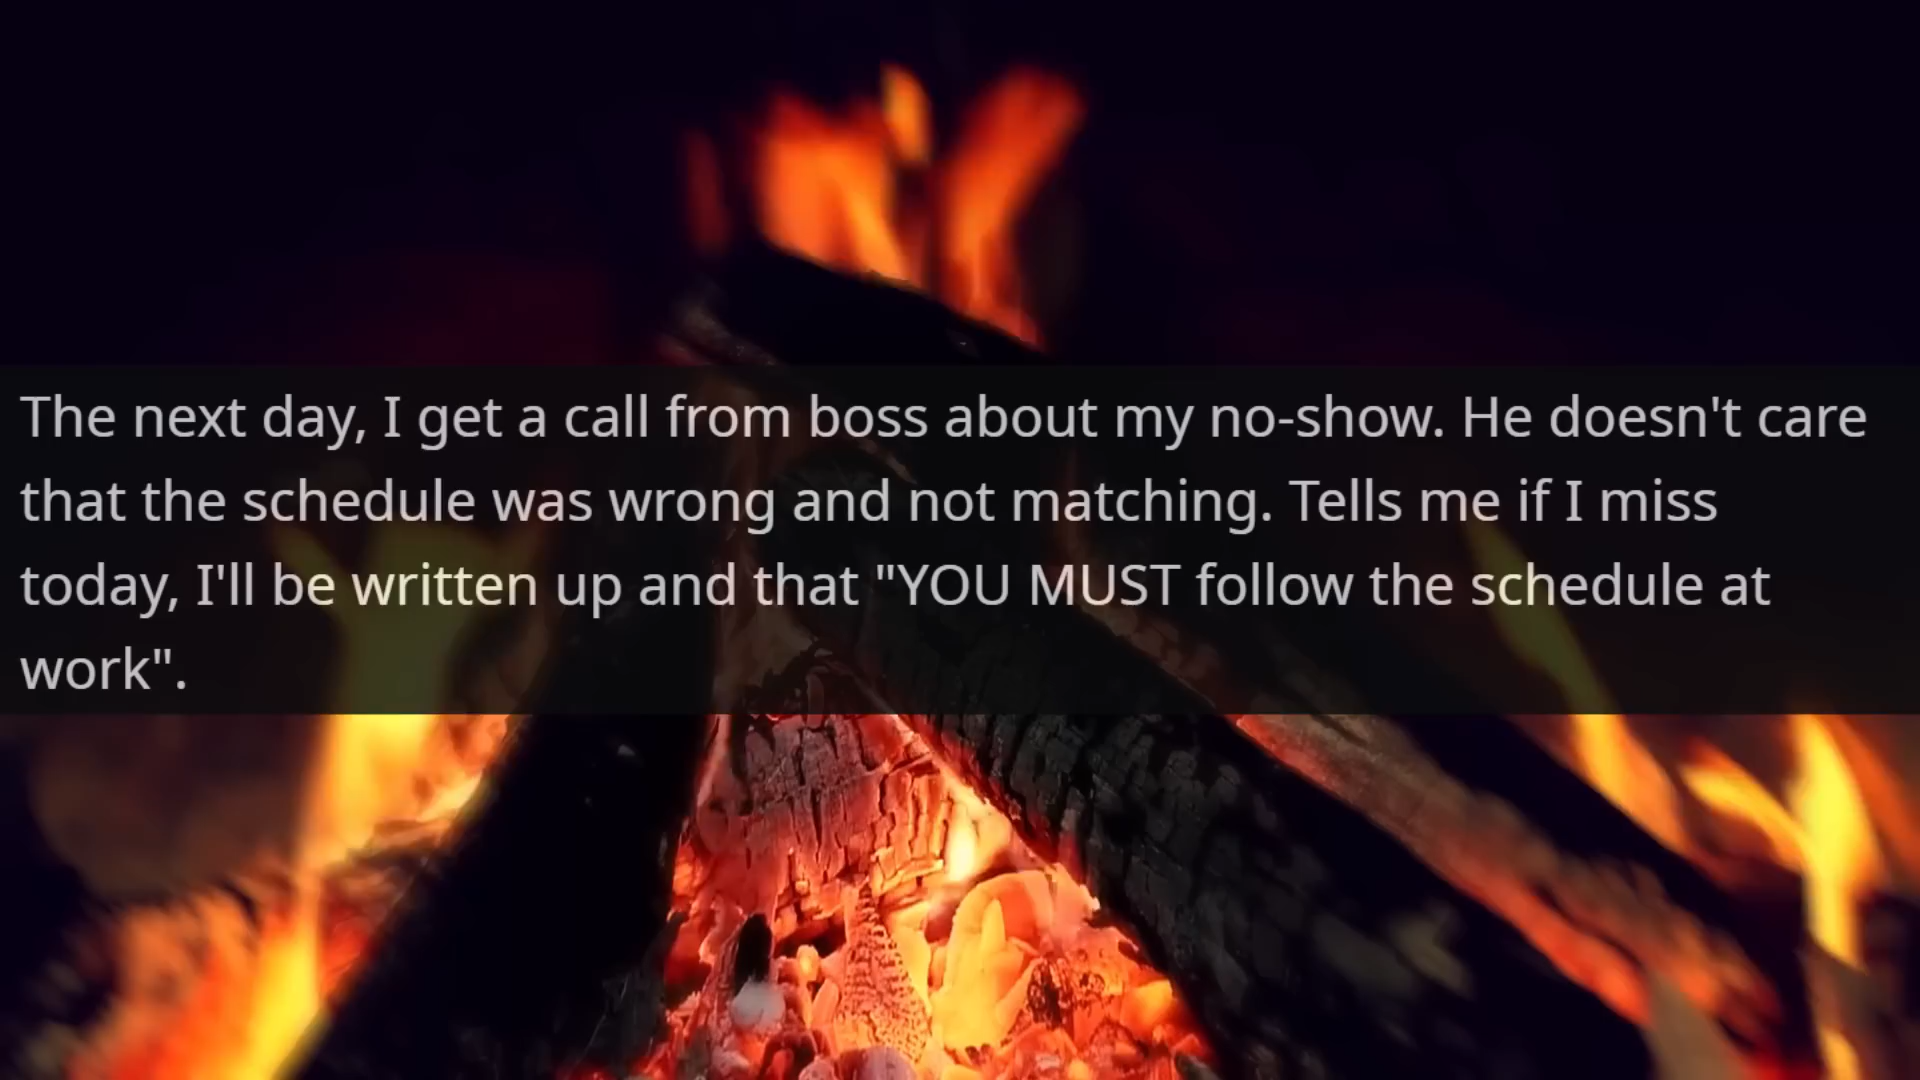 The next day, I get a call from boss about my no-show. He doesn't care
that the schedule was wrong and not matching. Tells me if I miss
today, I'll be written up and that "YOU MUST follow the schedule at
work".